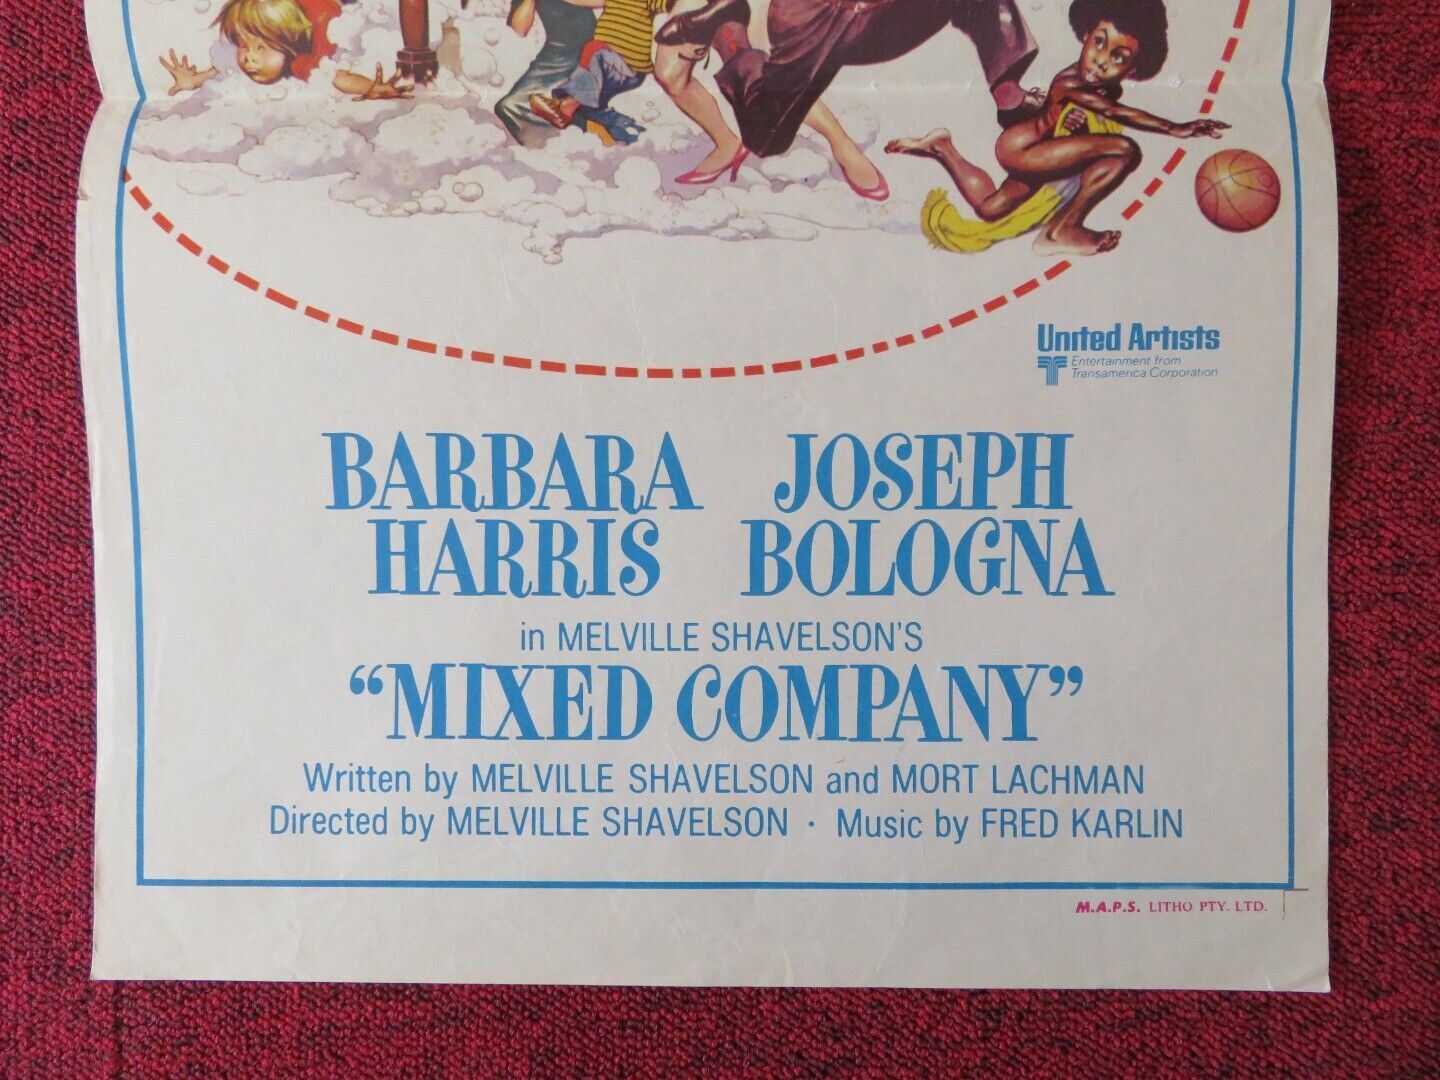 United Artists
Entertainment from
Transamerica Corporation
BARBARA JOSEPH
HARRIS BOLOGNA
in MELVILLE SHAVELSON'S
“MIXED COMPANY”
Written by MELVILLE SHAVELSON and MORT LACHMAN
Directed by MELVILLE SHAVELSON · Music by FRED KARLIN
M.A.P.S. LITHO PTY. LTD.